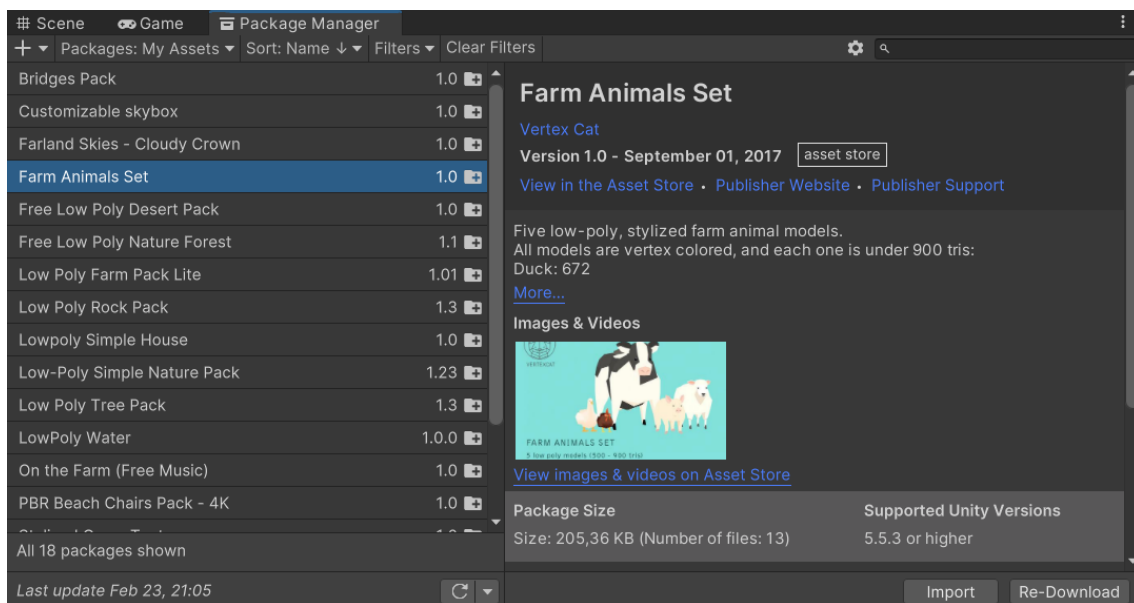 Scene Game Package Manager
Packages: My Assets Sort: Name ↓ Filters Clear Filters
Bridges Pack 1.0
Customizable skybox 1.0
Farland Skies - Cloudy Crown 1.0
Farm Animals Set 1.0
Free Low Poly Desert Pack 1.0
Free Low Poly Nature Forest 1.1
Low Poly Farm Pack Lite 1.01
Low Poly Rock Pack 1.3
Lowpoly Simple House 1.0
Low-Poly Simple Nature Pack 1.23
Low Poly Tree Pack 1.3
LowPoly Water 1.0.0
On the Farm (Free Music) 1.0
PBR Beach Chairs Pack - 4K 1.0
All 18 packages shown
Last update Feb 23, 21:05
Farm Animals Set
Vertex Cat
Version 1.0 - September 01, 2017 asset store
View in the Asset Store • Publisher Website • Publisher Support
Five low-poly, stylized farm animal models.
All models are vertex colored, and each one is under 900 tris:
Duck: 672
More...
Images & Videos
VERTEXCAT
FARM ANIMALS SET
5 low poly models (500 - 900 tris)
View images & videos on Asset Store
Package Size Supported Unity Versions
Size: 205,36 KB (Number of files: 13) 5.5.3 or higher
Import Re-Download